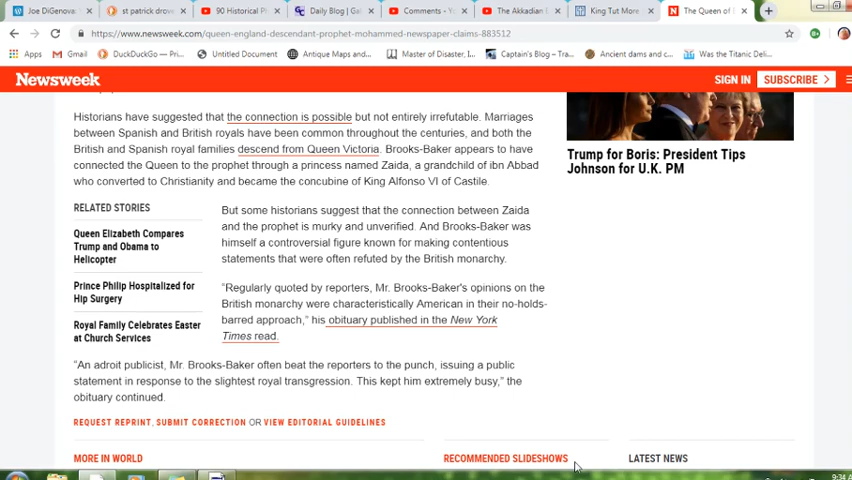 Joe DiGenova.
st patrick drov
90 Historical P
Daily Blog | Ga
Comments - Yo
The Akkadian E
King Tut More
The Queen of E
https://www.newsweek.com/queen-england-descendant-prophet-mohammed-newspaper-claims-883512
Apps
Gmail
DuckDuckGo — Pri...
Untitled Document
Antique Maps and...
Master of Disaster, I...
Captain's Blog – Tra...
Ancient dams and c...
Was the Titanic Deli...
Newsweek
SIGN IN
SUBSCRIBE >
Historians have suggested that the connection is possible but not entirely irrefutable. Marriages
between Spanish and British royals have been common throughout the centuries, and both the
British and Spanish royal families descend from Queen Victoria. Brooks-Baker appears to have
connected the Queen to the prophet through a princess named Zaida, a grandchild of ibn Abbad
who converted to Christianity and became the concubine of King Alfonso VI of Castile.
Trump for Boris: President Tips
Johnson for U.K. PM
RELATED STORIES
Queen Elizabeth Compares
Trump and Obama to
Helicopter
Prince Philip Hospitalized for
Hip Surgery
Royal Family Celebrates Easter
at Church Services
But some historians suggest that the connection between Zaida
and the prophet is murky and unverified. And Brooks-Baker was
himself a controversial figure known for making contentious
statements that were often refuted by the British monarchy.
"Regularly quoted by reporters, Mr. Brooks-Baker's opinions on the
British monarchy were characteristically American in their no-holds-
barred approach," his obituary published in the New York
Times read.
"An adroit publicist, Mr. Brooks-Baker often beat the reporters to the punch, issuing a public
statement in response to the slightest royal transgression. This kept him extremely busy," the
obituary continued.
REQUEST REPRINT, SUBMIT CORRECTION OR VIEW EDITORIAL GUIDELINES
MORE IN WORLD
RECOMMENDED SLIDESHOWS
LATEST NEWS
9:34 A